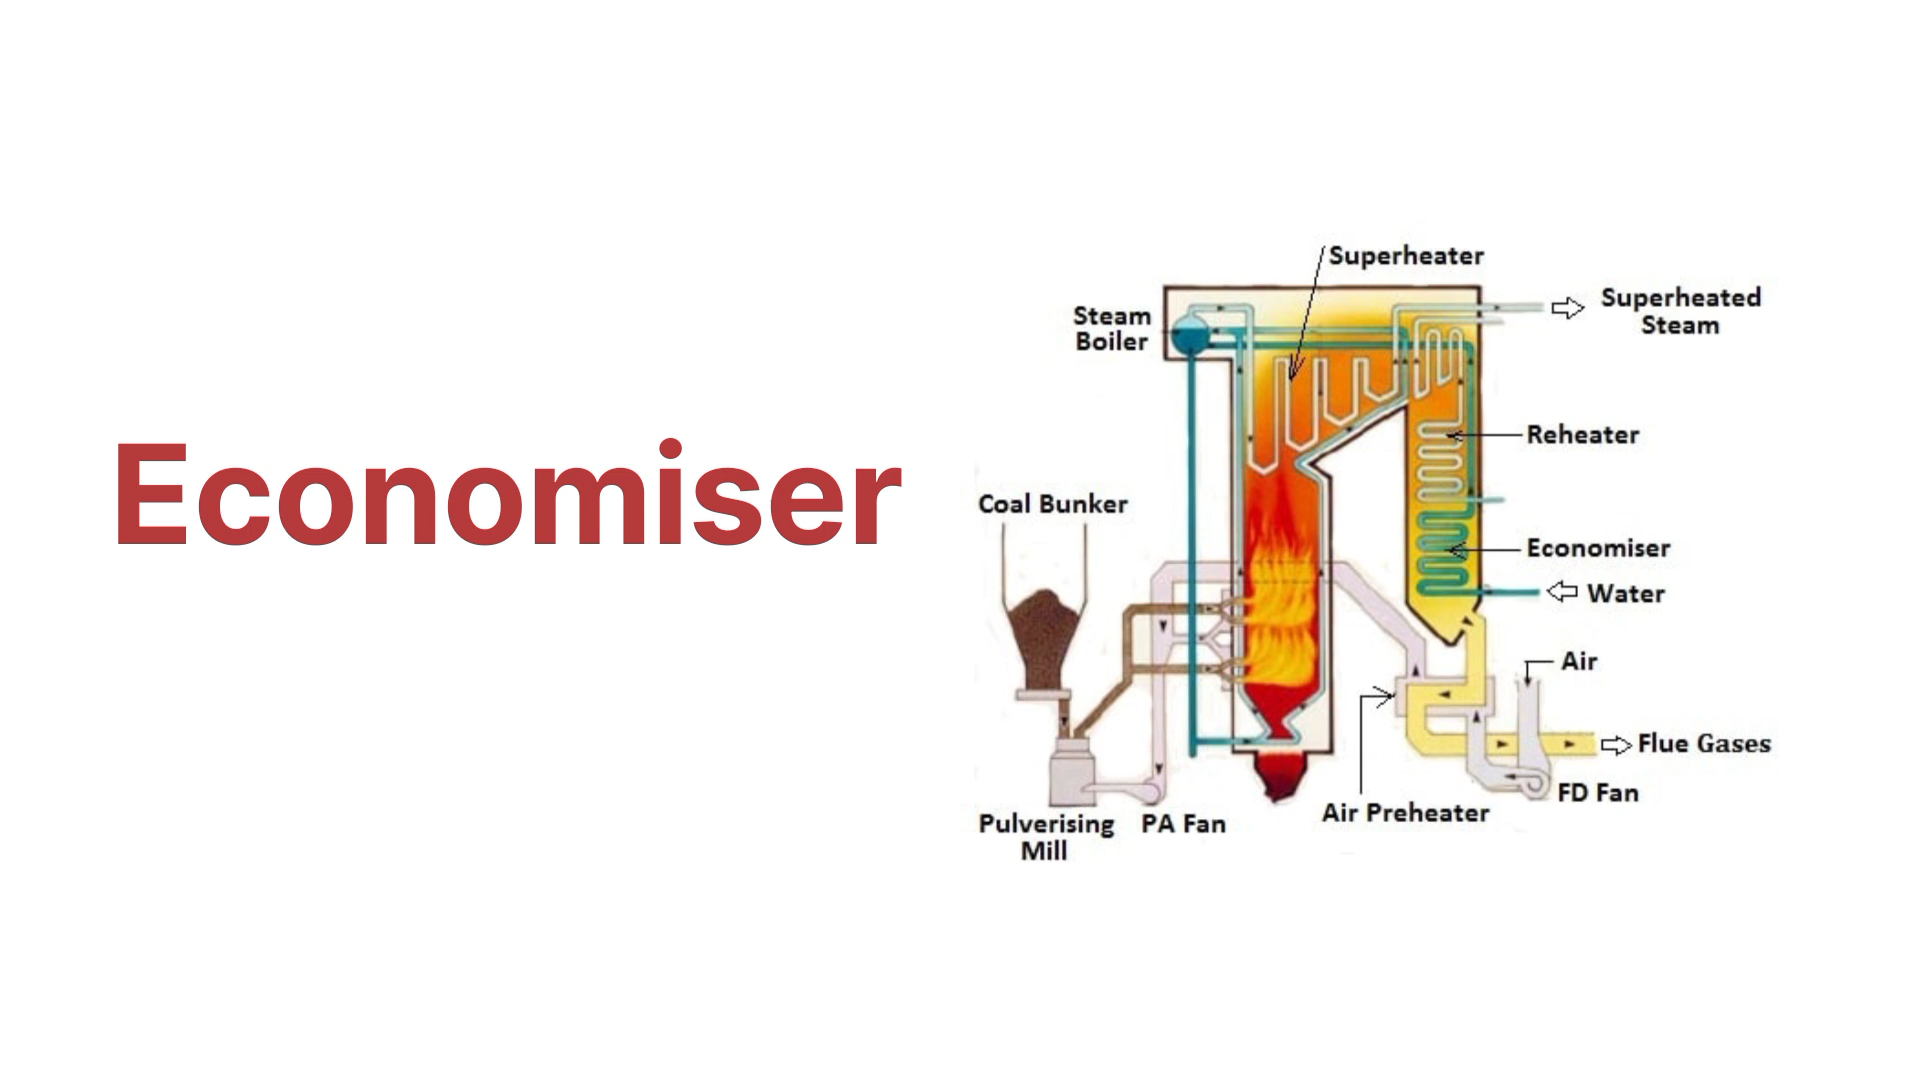 Economiser
Superheater
Superheated
Steam
Steam
Boiler
Reheater
Coal Bunker
Economiser
Water
Air
Flue Gases
FD Fan
Air Preheater
Pulverising
Mill
PA Fan